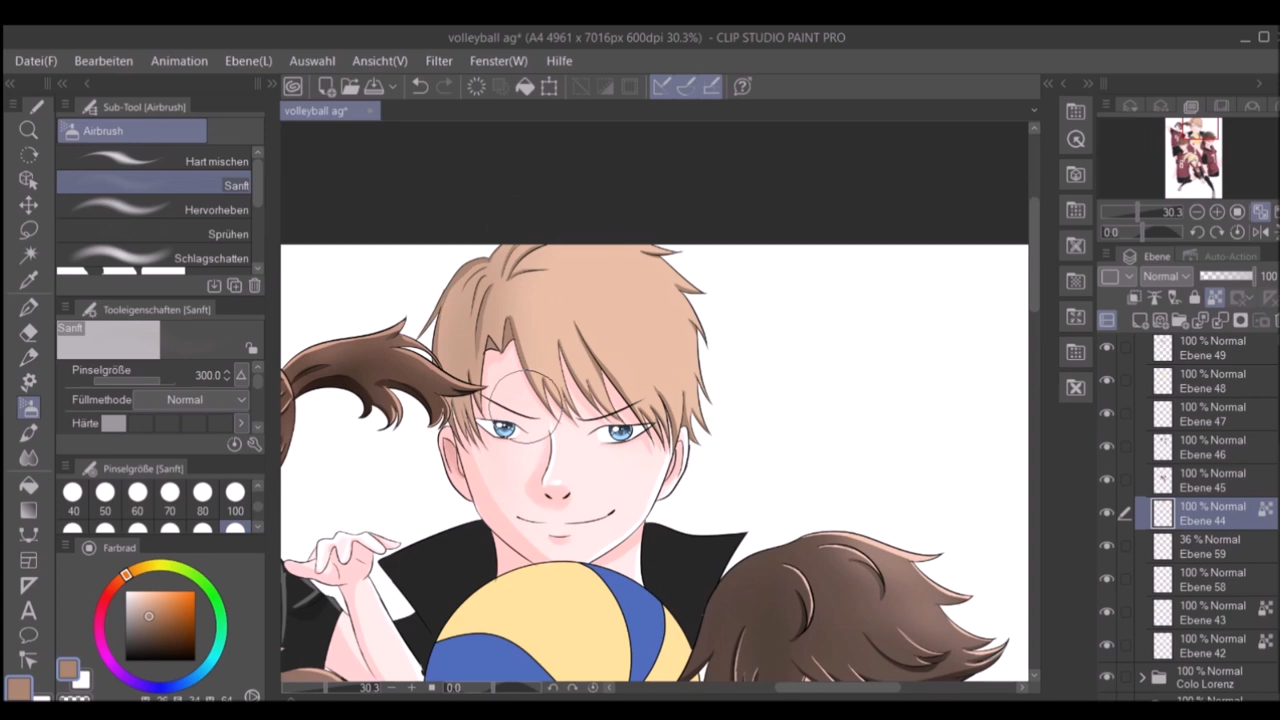 volleyball ag* (A4 4961 x 7016px 600dpi 30.3%) - CLIP STUDIO PAINT PRO
Datei(F) Bearbeiten Animation Ebene(L) Auswahl Ansicht(V) Filter Fenster(W) Hilfe
Sub-Tool [Airbrush]
volleyball ag*
Airbrush
Hart mischen
Sanft
Hervorheben
Sprühen
Schlagschatten
Tooleigenschaften [Sanft]
Sanft
Pinselgröße 300.0
Füllmethode Normal
Härte
Pinselgröße [Sanft]
40 50 60 70 80 100
Farbrad
30.3 0.0
30.3
0.0
Ebene Auto-Action
Normal 100
100 % Normal
Ebene 49
100 % Normal
Ebene 48
100 % Normal
Ebene 47
100 % Normal
Ebene 46
100 % Normal
Ebene 45
100 % Normal
Ebene 44
36 % Normal
Ebene 59
100 % Normal
Ebene 58
100 % Normal
Ebene 43
100 % Normal
Ebene 42
100 % Normal
Colo Lorenz